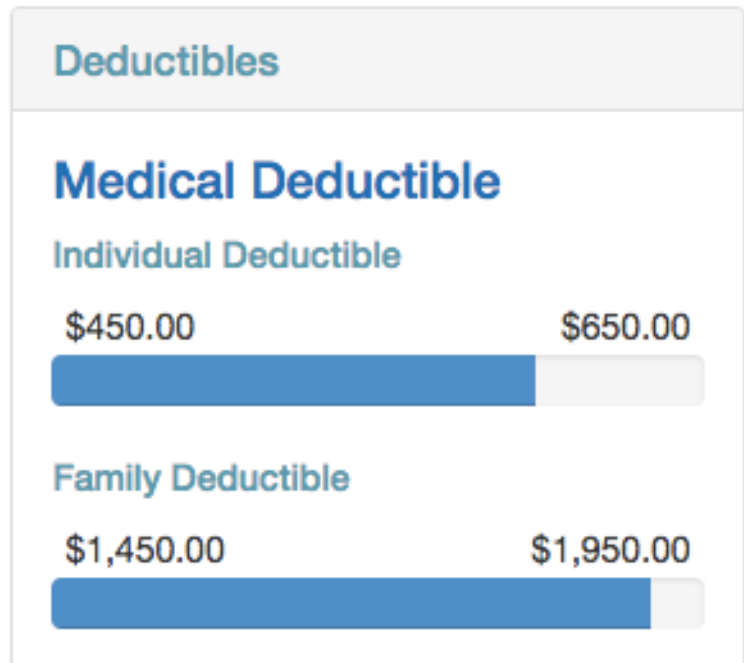 Deductibles
Medical Deductible
Individual Deductible
$450.00 $650.00
Family Deductible
$1,450.00 $1,950.00